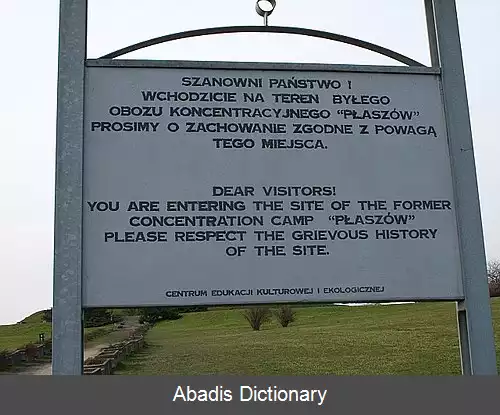 SZANOWNI PAŃSTWO !
WCHODZICIE NA TEREN BYŁEGO
OBOZU KONCENTRACYJNEGO "PŁASZÓW"
PROSIMY O ZACHOWANIE ZGODNE Z POWAGĄ
TEGO MIEJSCA.
DEAR VISITORS!
YOU ARE ENTERING THE SITE OF THE FORMER
CONCENTRATION CAMP "PŁASZÓW"
PLEASE RESPECT THE GRIEVOUS HISTORY
OF THE SITE.
CENTRUM EDUKACJI KULTUROWEJ I EKOLOGICZNEJ
Abadis Dictionary